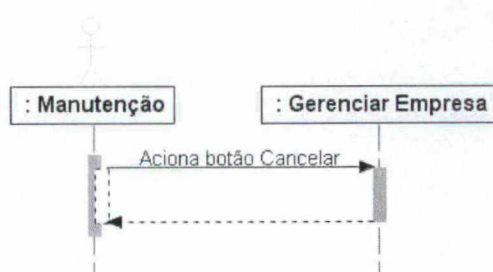 : Manutenção
: Gerenciar Empresa
Aciona botão Cancelar